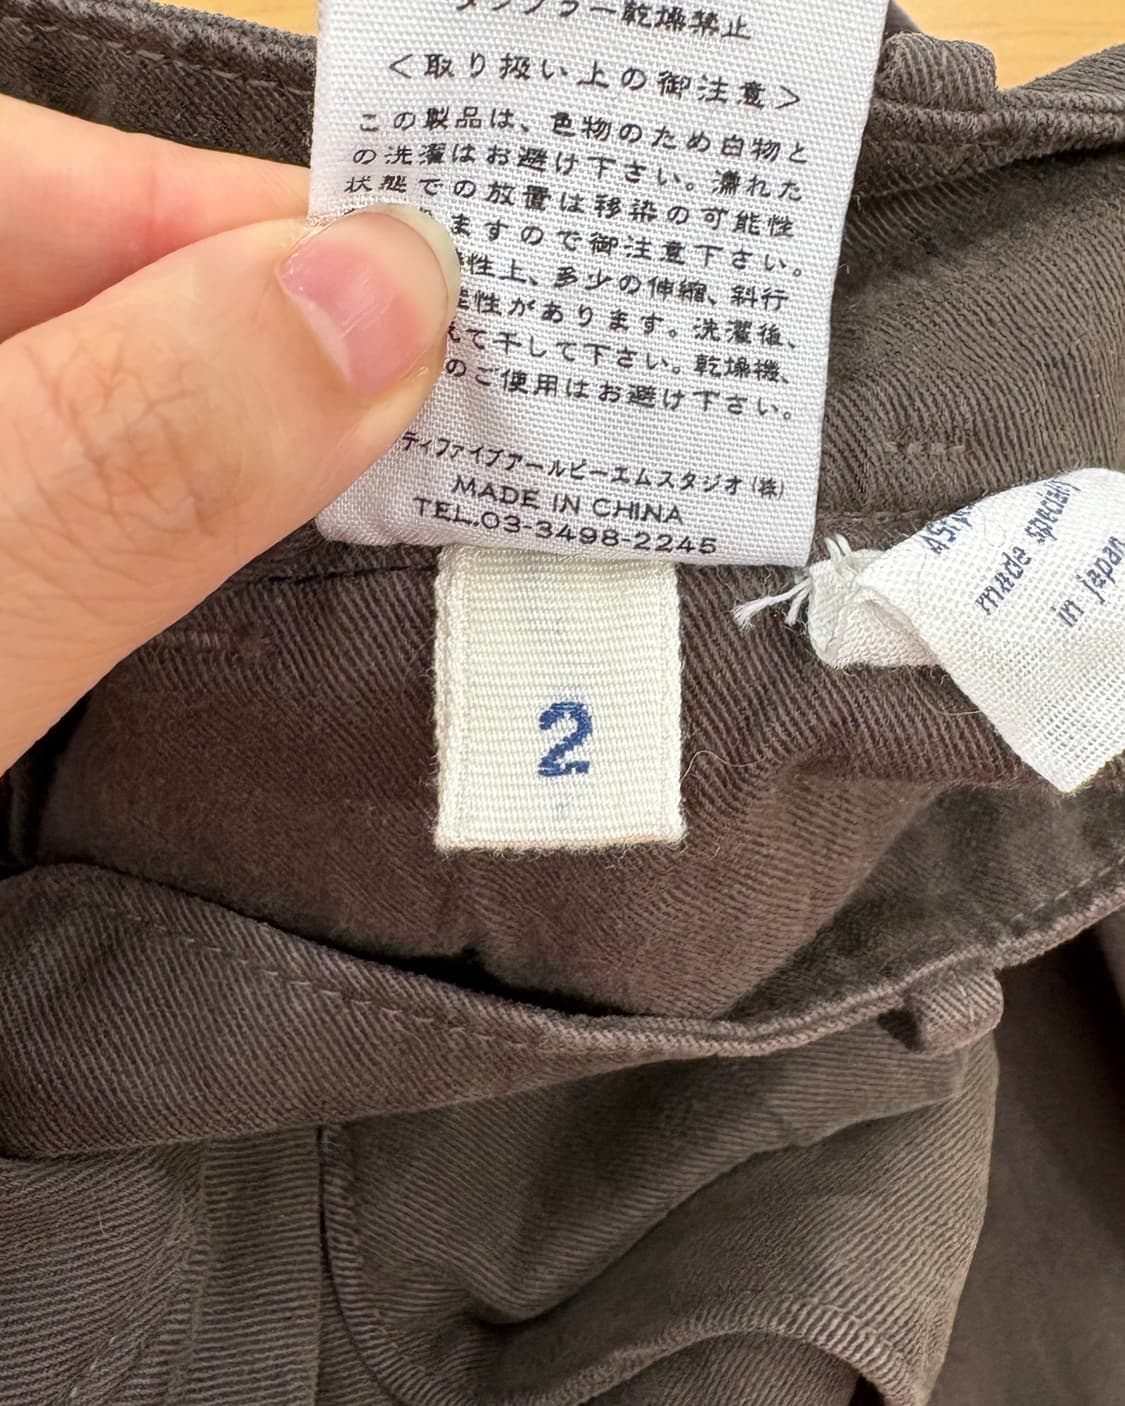 タンブラー乾燥禁止
＜取り扱い上の御注意＞
この製品は、色物のため白物と
の洗濯はお避け下さい。濡れた
状態での放置は移染の可能性
ますので御注意下さい。
性上、多少の伸縮、斜行
性があります。洗濯後、
えて干して下さい。乾燥機、
のご使用はお避け下さい。
ティファイブアールピーエムスタジオ(株)
MADE IN CHINA
TEL.03-3498-2245
2
made specially
in japan